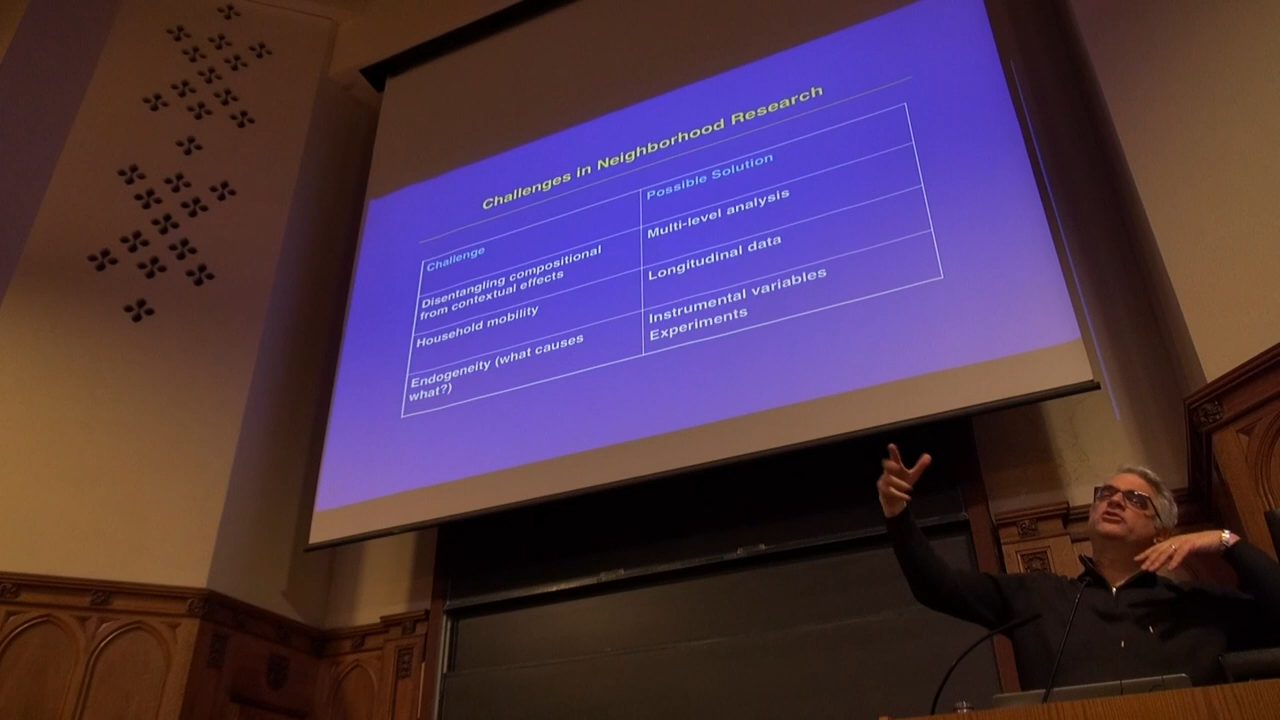 Challenges in Neighborhood Research
Challenge
Possible Solution
Disentangling compositional
from contextual effects
Multi-level analysis
Household mobility
Longitudinal data
Endogeneity (what causes
what?)
Instrumental variables
Experiments